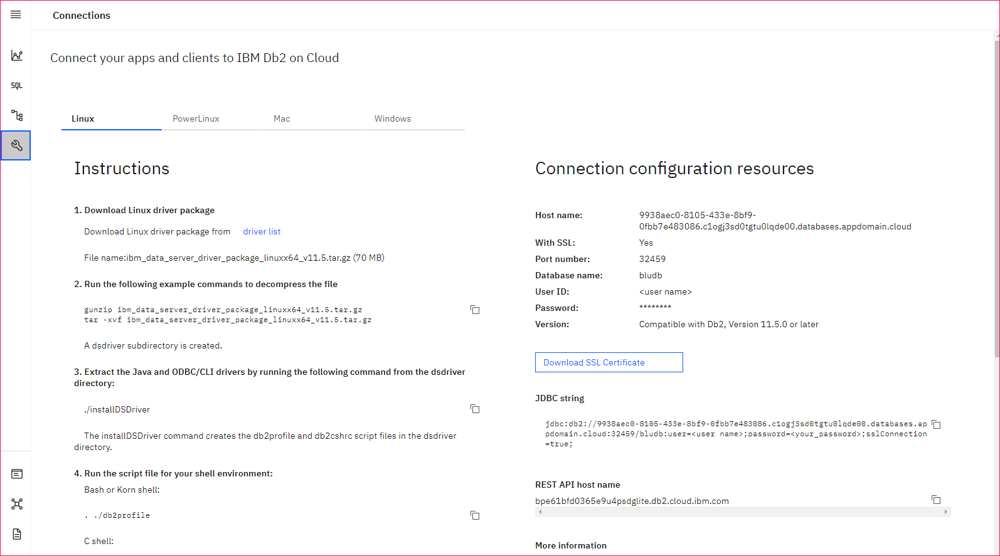 Connections
SQL
Connect your apps and clients to IBM Db2 on Cloud
Linux
PowerLinux
Mac
Windows
Instructions
1. Download Linux driver package
Download Linux driver package from driver list
File name:ibm_data_server_driver_package_linuxx64_v11.5.tar.gz (70 MB)
2. Run the following example commands to decompress the file
gunzip ibm_data_server_driver_package_linuxx64_v11.5.tar.gz
tar -xvf ibm_data_server_driver_package_linuxx64_v11.5.tar.gz
A dsdriver subdirectory is created.
3. Extract the Java and ODBC/CLI drivers by running the following command from the dsdriver
directory:
./installDSDriver
The installDSDriver command creates the db2profile and db2cshrc script files in the dsdriver
directory.
4. Run the script file for your shell environment:
Bash or Korn shell:
. ./db2profile
C shell:
Connection configuration resources
Host name: 9938aec0-8105-433e-8bf9-
0fbb7e483086.c1ogj3sd0tgtu0lqde00.databases.appdomain.cloud
With SSL: Yes
Port number: 32459
Database name: bludb
User ID: <user name>
Password: ********
Version: Compatible with Db2, Version 11.5.0 or later
Download SSL Certificate
JDBC string
jdbc:db2://9938aec0-8105-433e-8bf9-0fbb7e483086.c1ogj3sd0tgtu0lqde00.databases.ap
pdomain.cloud:32459/bludb:user=<user name>;password=<your_password>;sslConnection
=true;
REST API host name
bpe61bfd0365e9u4psdglite.db2.cloud.ibm.com
More information